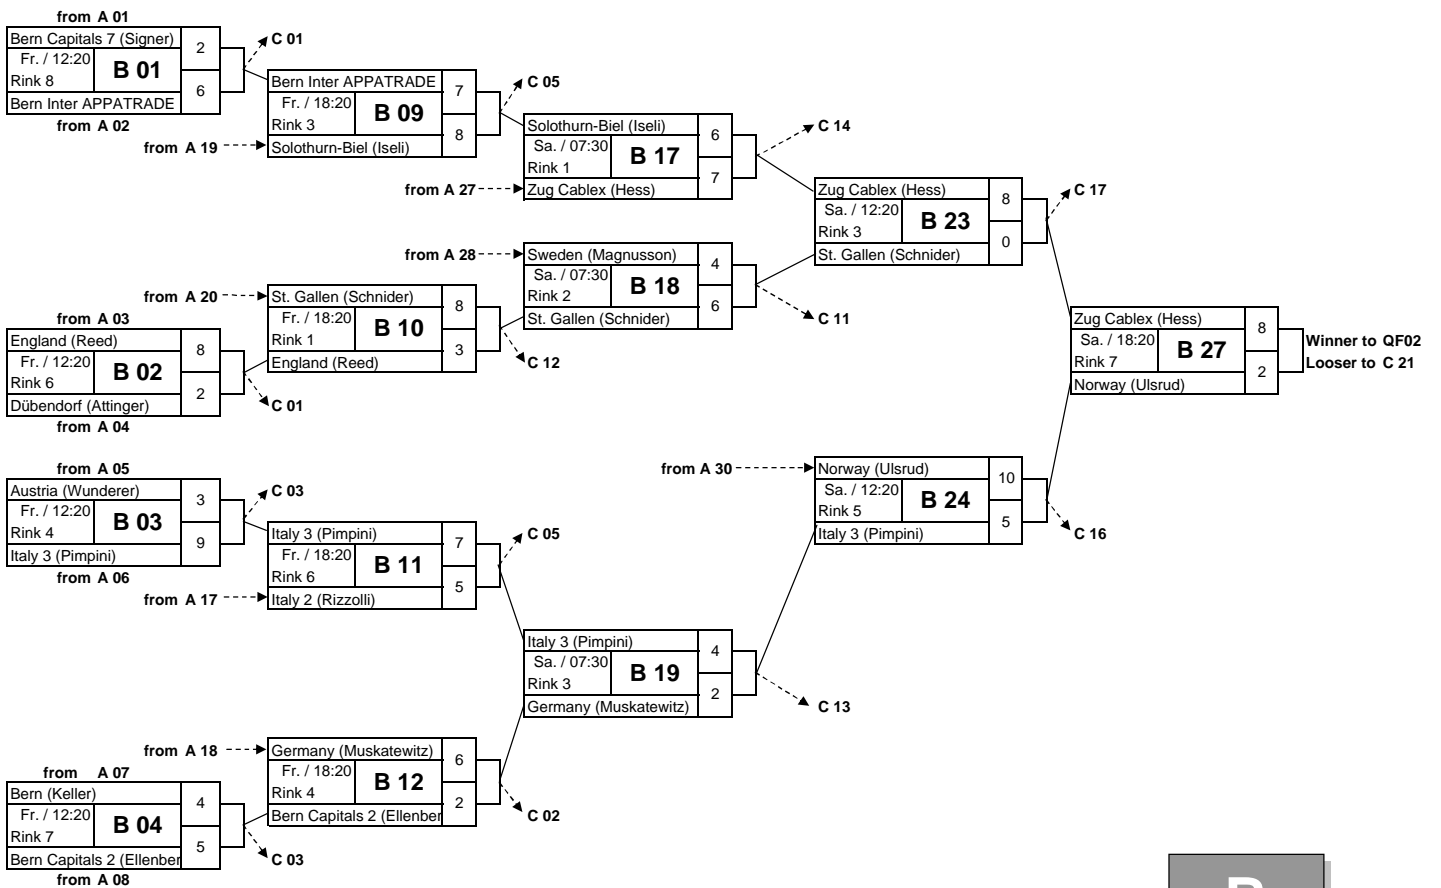 from A 01
Bern Capitals 7 (Signer)
2
Fr. / 12:20
Rink 8
B 01
6
Bern Inter APPATRADE
from A 02
C 01
Bern Inter APPATRADE
7
Fr. / 18:20
Rink 3
B 09
8
from A 19
Solothurn-Biel (Iseli)
C 05
Solothurn-Biel (Iseli)
6
Sa. / 07:30
Rink 1
B 17
7
from A 27
Zug Cablex (Hess)
C 14
Zug Cablex (Hess)
8
Sa. / 12:20
Rink 3
B 23
0
St. Gallen (Schnider)
C 17
from A 28
Sweden (Magnusson)
4
Sa. / 07:30
Rink 2
B 18
6
St. Gallen (Schnider)
C 11
from A 20
St. Gallen (Schnider)
8
Fr. / 18:20
Rink 1
B 10
3
England (Reed)
C 12
from A 03
England (Reed)
8
Fr. / 12:20
Rink 6
B 02
2
Dübendorf (Attinger)
from A 04
C 01
Zug Cablex (Hess)
8
Sa. / 18:20
Rink 7
B 27
2
Norway (Ulsrud)
Winner to QF02
Looser to C 21
from A 05
Austria (Wunderer)
3
Fr. / 12:20
Rink 4
B 03
9
Italy 3 (Pimpini)
from A 06
C 03
Italy 3 (Pimpini)
7
Fr. / 18:20
Rink 6
B 11
5
from A 17
Italy 2 (Rizzolli)
C 05
from A 30
Norway (Ulsrud)
10
Sa. / 12:20
Rink 5
B 24
5
Italy 3 (Pimpini)
C 16
Italy 3 (Pimpini)
4
Sa. / 07:30
Rink 3
B 19
2
Germany (Muskatewitz)
C 13
from A 18
Germany (Muskatewitz)
6
Fr. / 18:20
Rink 4
B 12
2
Bern Capitals 2 (Ellenber
C 02
from A 07
Bern (Keller)
4
Fr. / 12:20
Rink 7
B 04
5
Bern Capitals 2 (Ellenber
from A 08
C 03
B